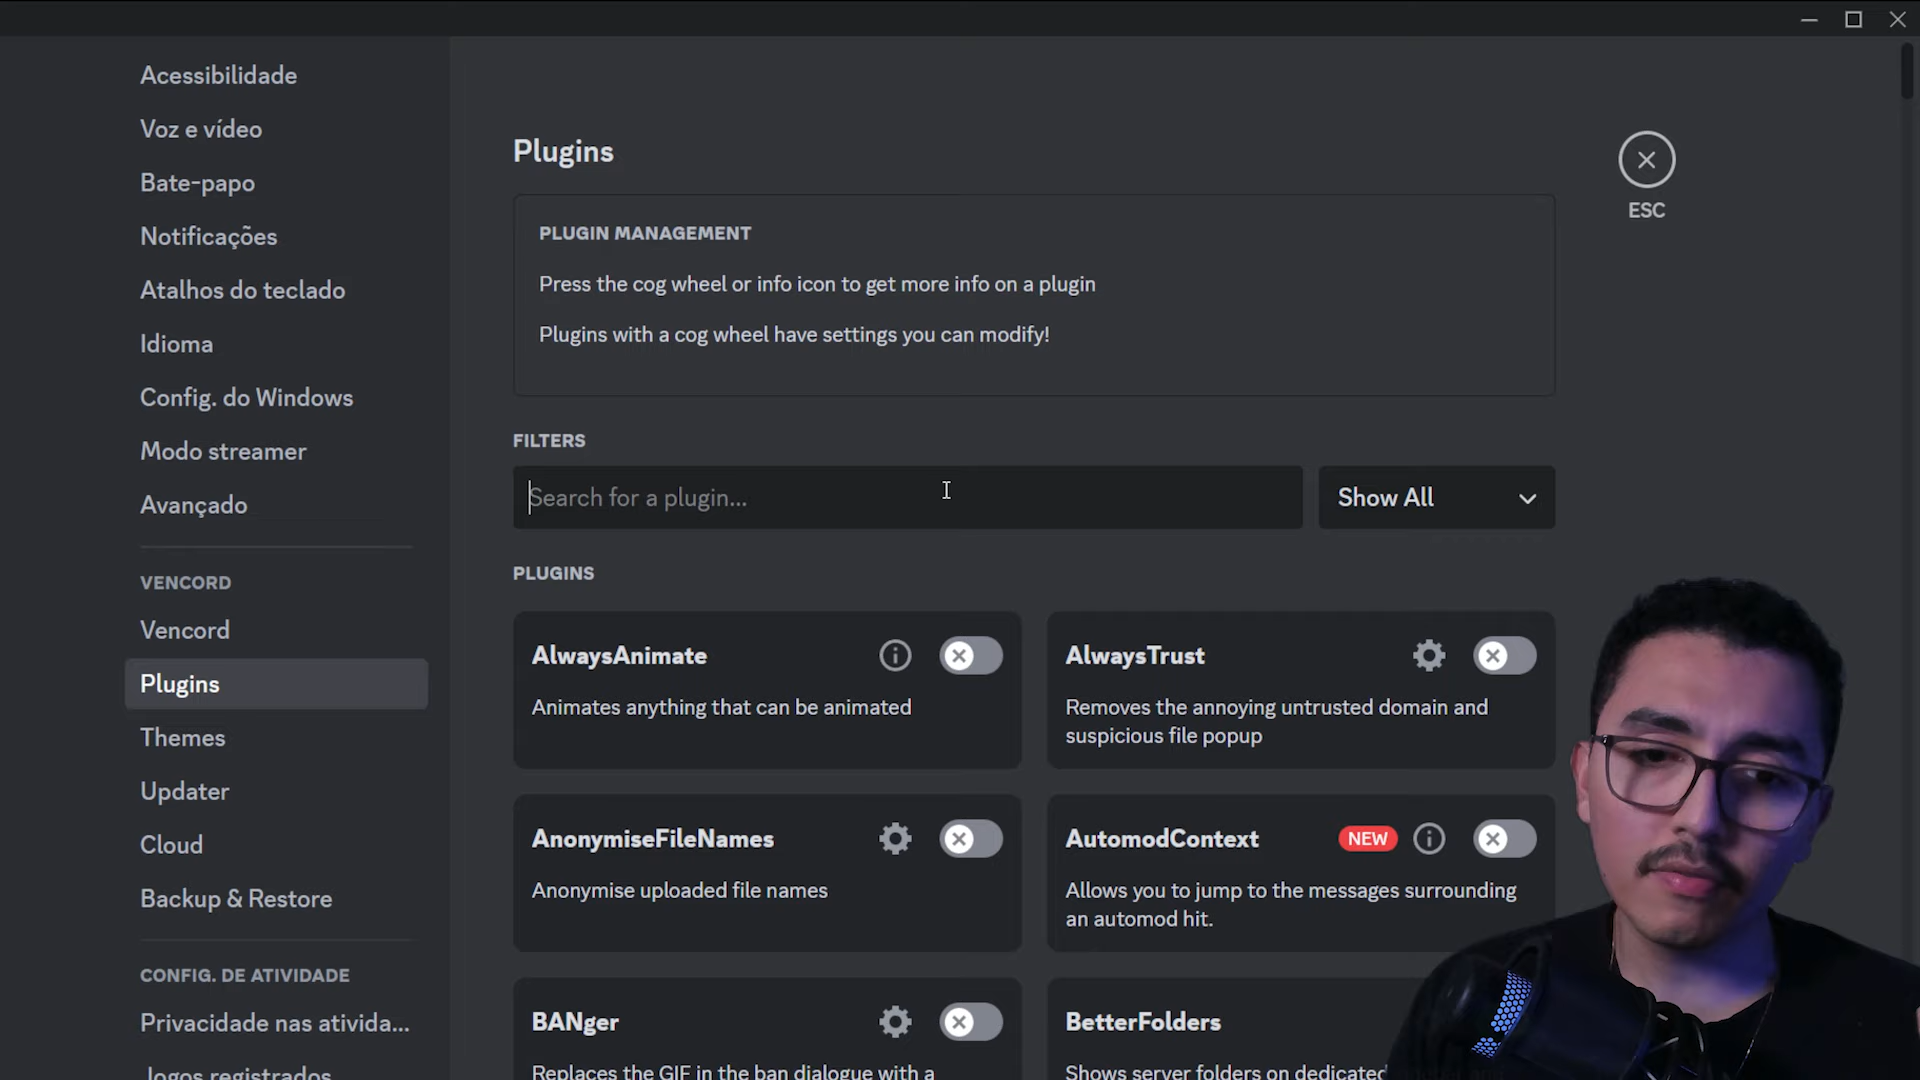 Acessibilidade
Voz e vídeo
Bate-papo
Notificações
Atalhos do teclado
Idioma
Config. do Windows
Modo streamer
Avançado
VENCORD
Vencord
Plugins
Themes
Updater
Cloud
Backup & Restore
CONFIG. DE ATIVIDADE
Privacidade nas ativida...
Jogos registrados
Plugins
ESC
PLUGIN MANAGEMENT
Press the cog wheel or info icon to get more info on a plugin
Plugins with a cog wheel have settings you can modify!
FILTERS
Search for a plugin...
Show All
PLUGINS
AlwaysAnimate
Animates anything that can be animated
AlwaysTrust
Removes the annoying untrusted domain and
suspicious file popup
AnonymiseFileNames
Anonymise uploaded file names
AutomodContext
NEW
Allows you to jump to the messages surrounding
an automod hit.
BANger
Replaces the GIF in the ban dialogue with a
BetterFolders
Shows server folders on dedicated